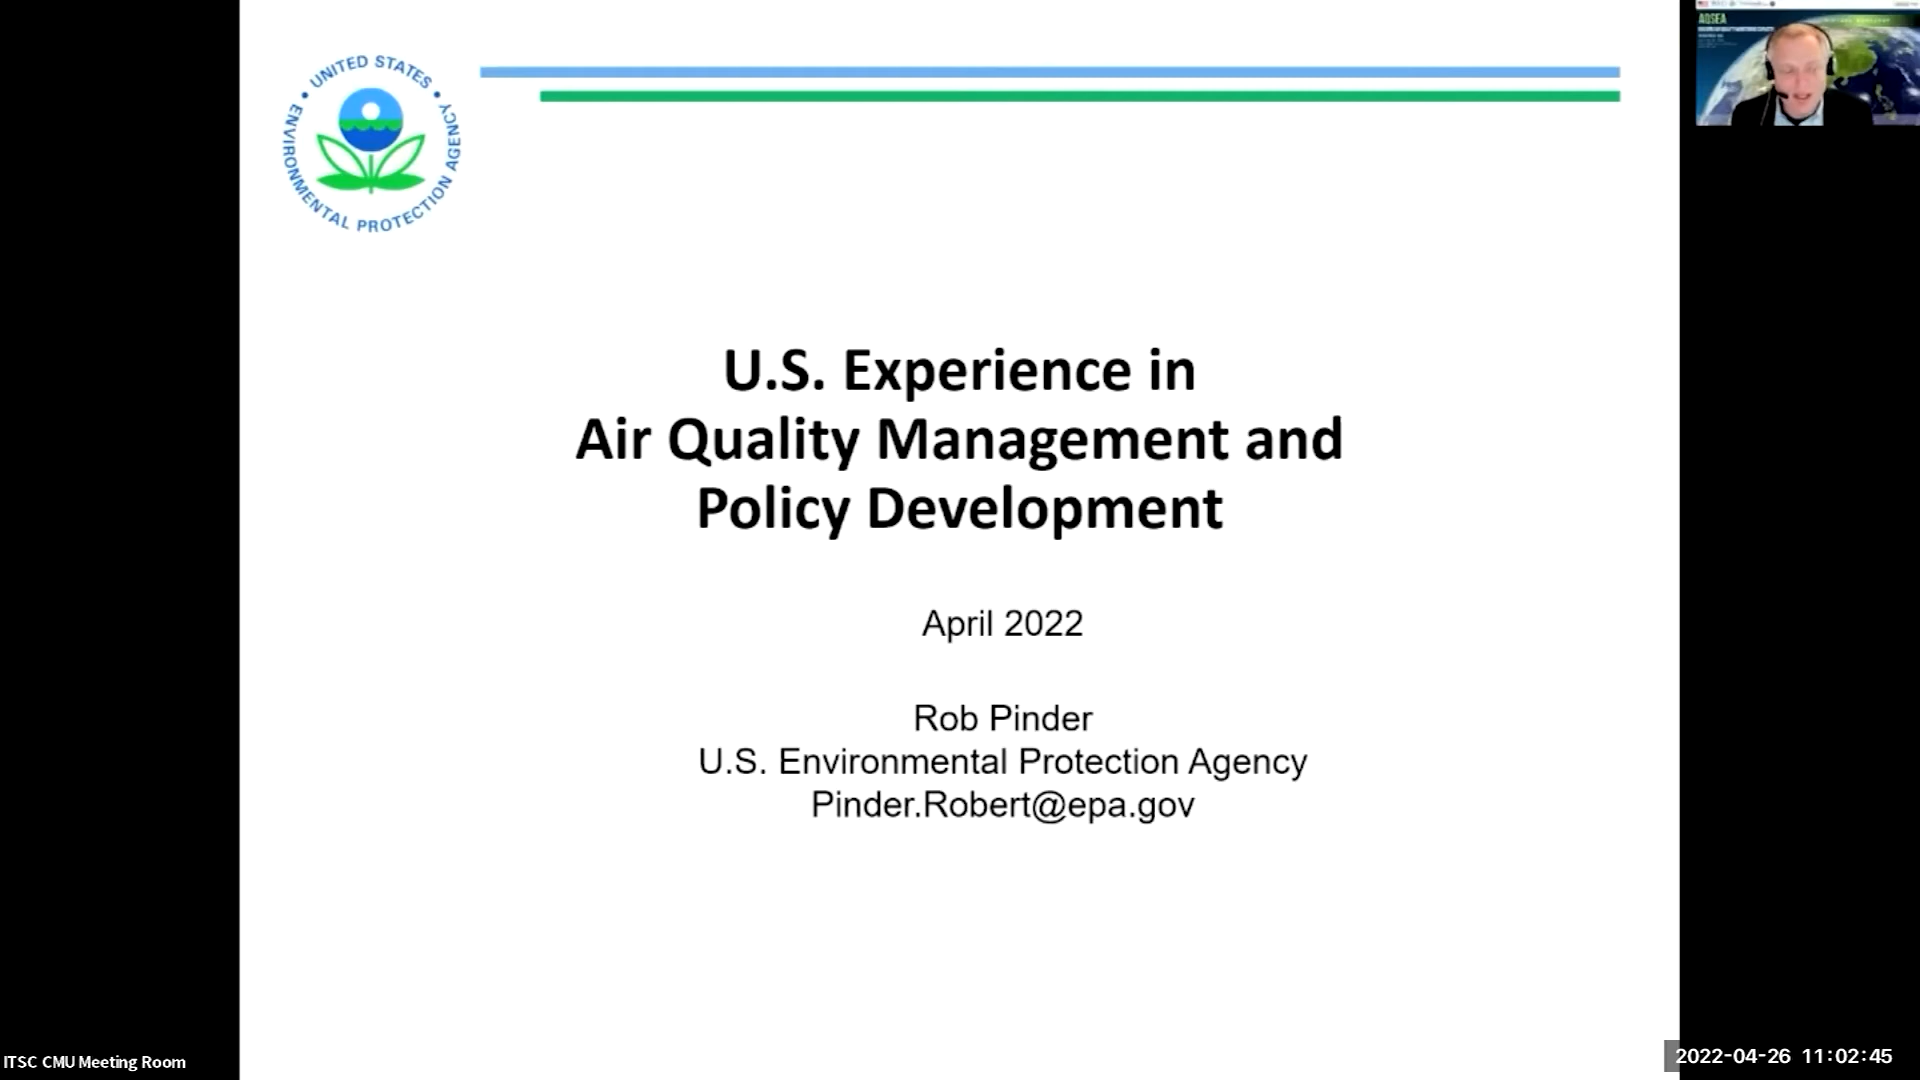 UNITED STATES
ENVIRONMENTAL PROTECTION AGENCY
AQSEA
U.S. Experience in
Air Quality Management and
Policy Development
April 2022
Rob Pinder
U.S. Environmental Protection Agency
Pinder.Robert@epa.gov
ITSC CMU Meeting Room
2022-04-26 11:02:45